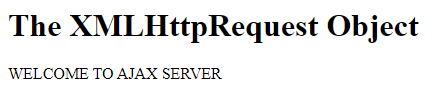 The XMLHttpRequest Object
WELCOME TO AJAX SERVER